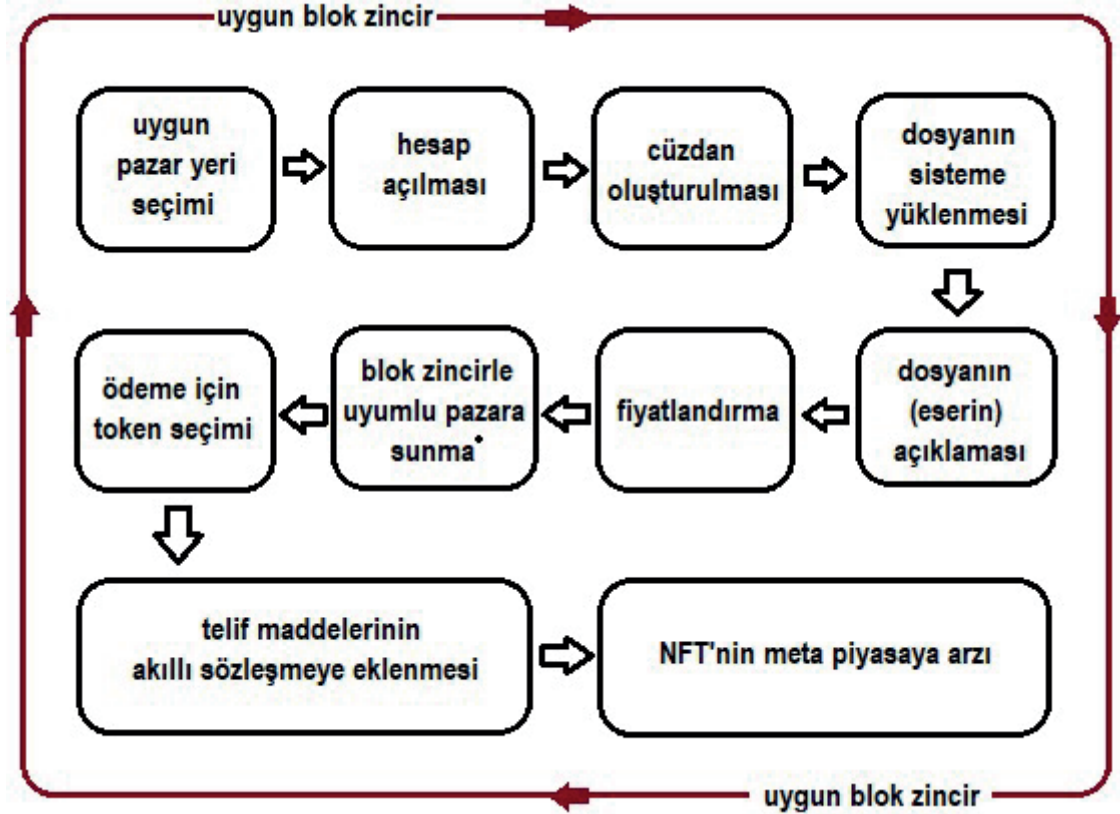 uygun blok zincir
uygun
pazar yeri
seçimi
hesap
açılması
cüzdan
oluşturulması
dosyanın
sisteme
yüklenmesi
ödeme için
token seçimi
blok zincirle
uyumlu pazara
sunma
fiyatlandırma
dosyanın
(eserin)
açıklaması
telif maddelerinin
akıllı sözleşmeye eklenmesi
NFT'nin meta piyasaya arzı
uygun blok zincir